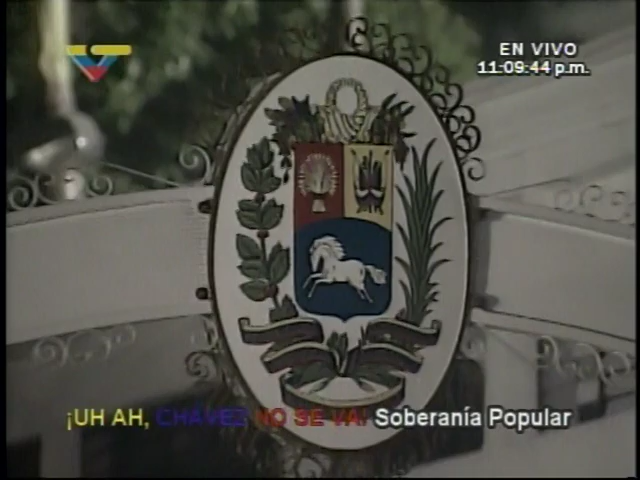 EN VIVO
11:09:44 p.m.
¡UH AH, CHÁVEZ NO SE VA! Soberanía Popular